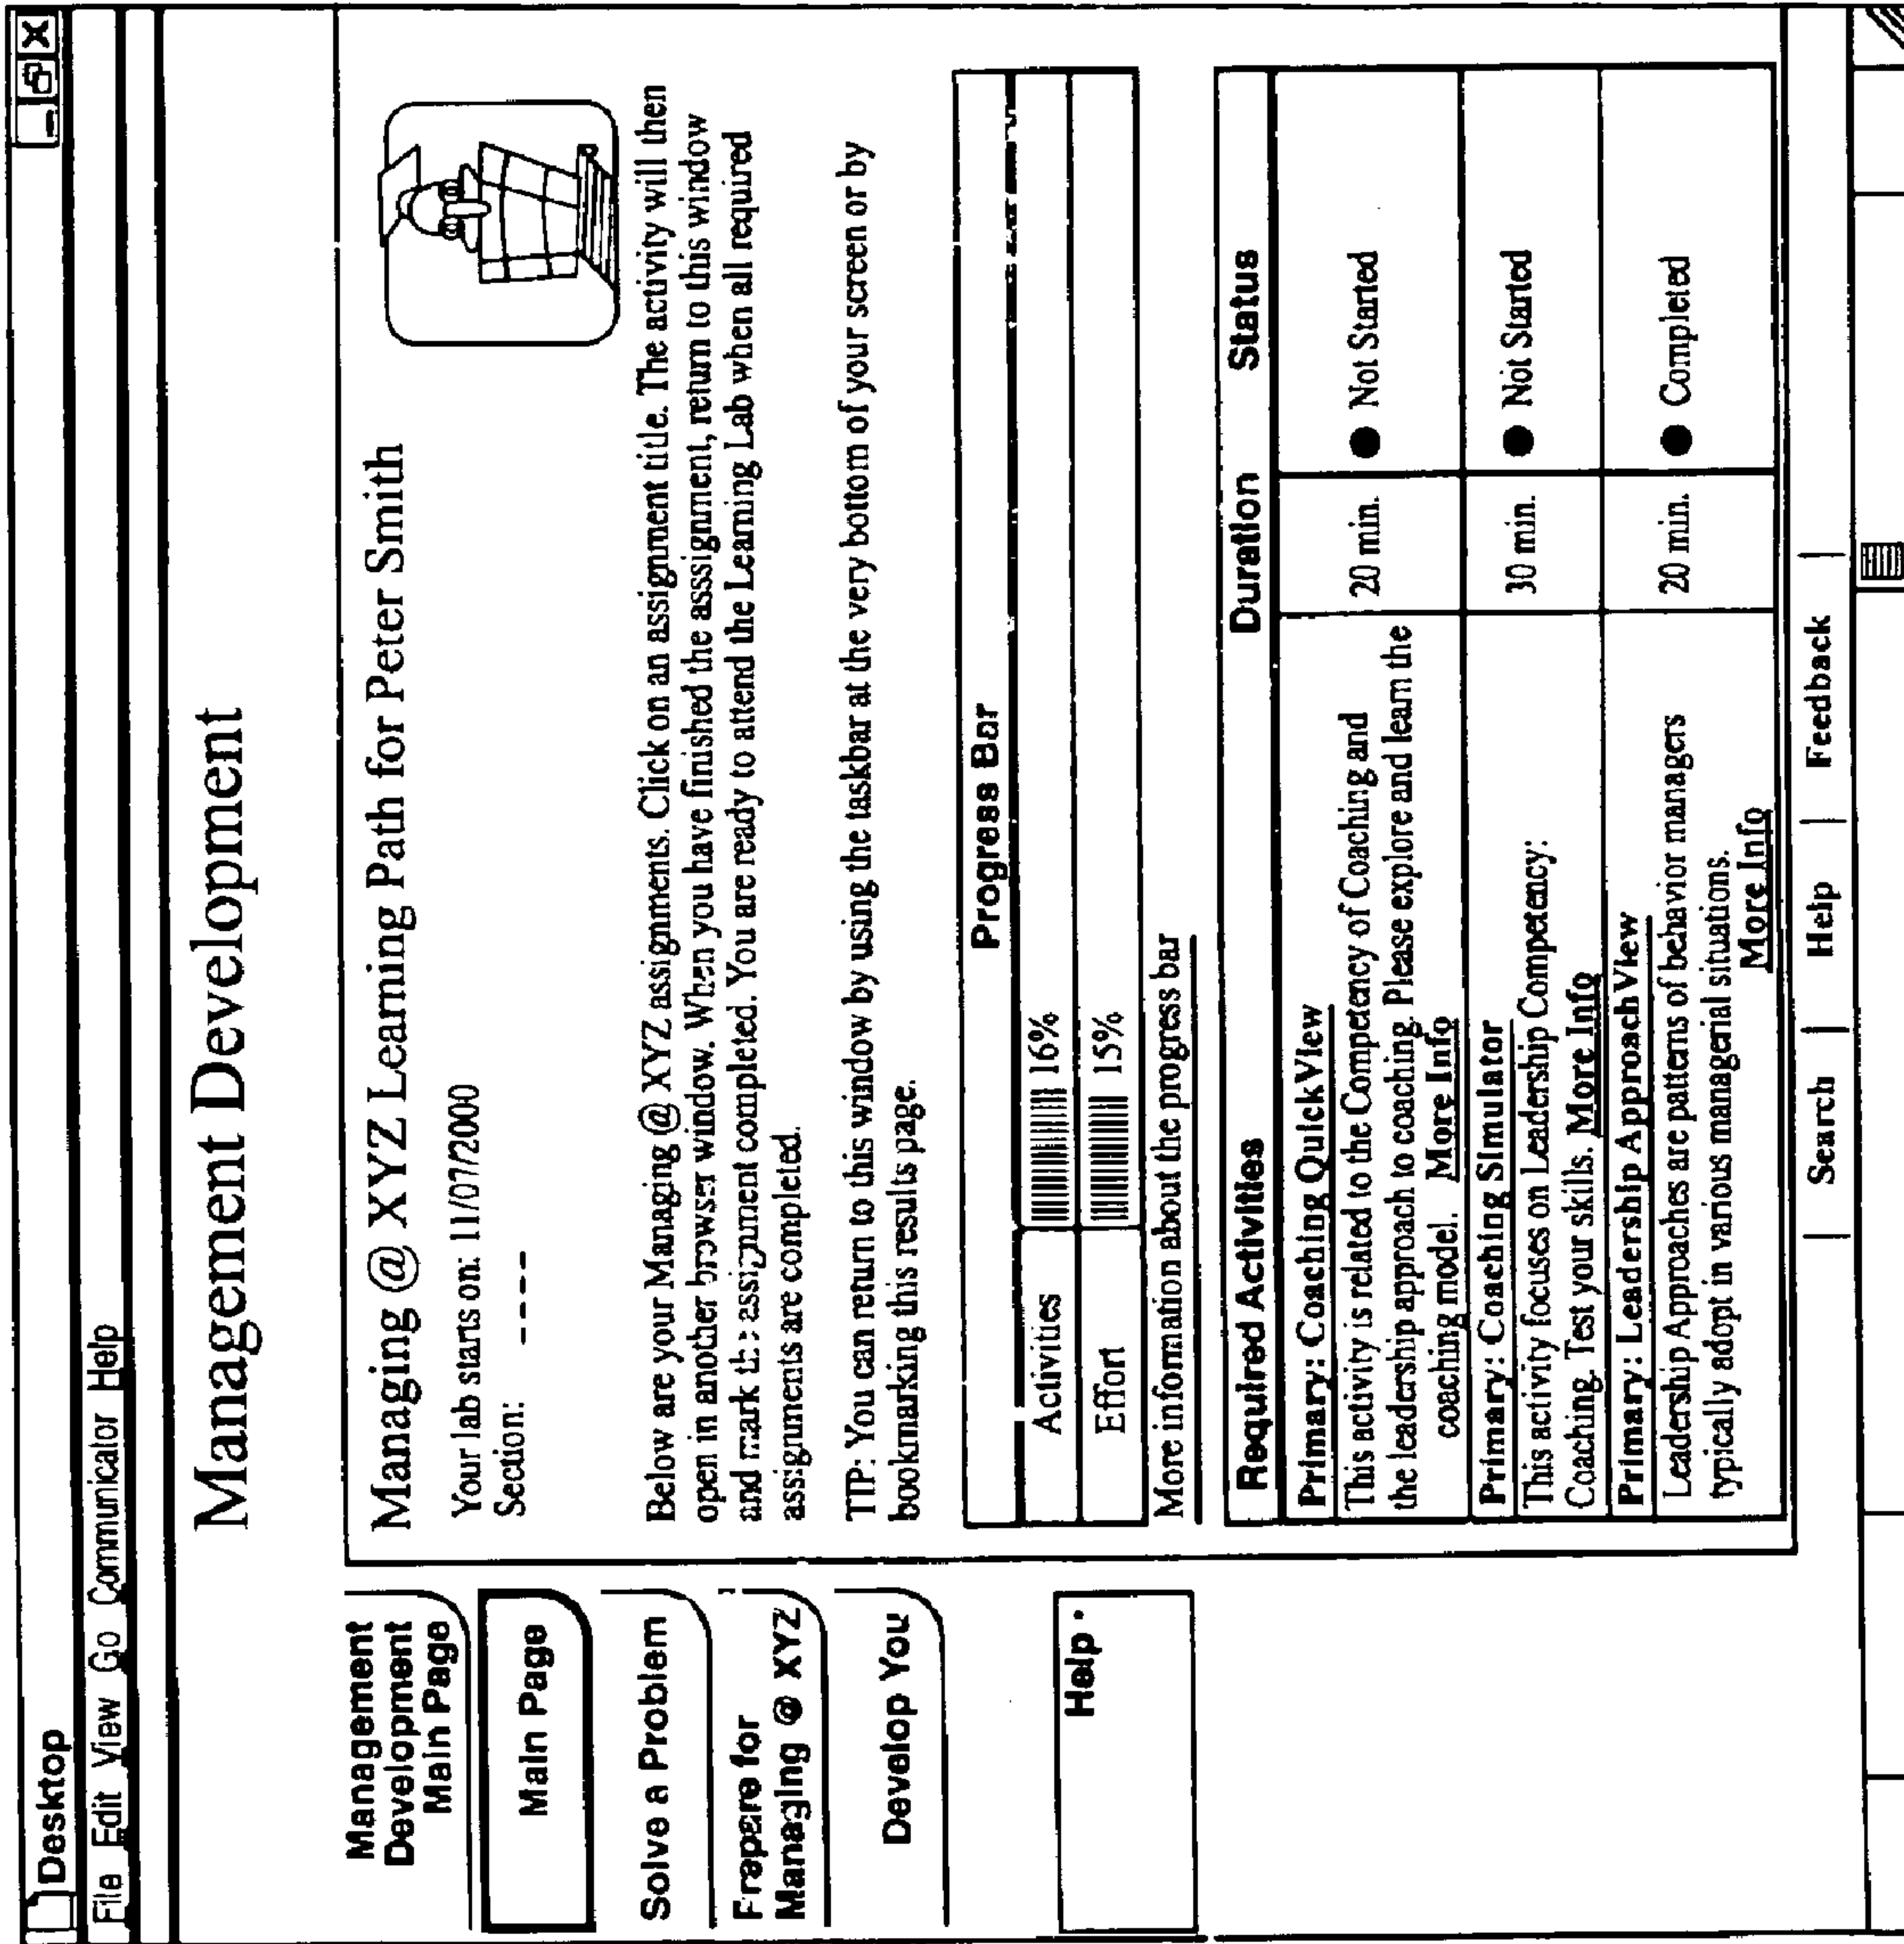 Desktop
File Edit View Go Communicator Help
Management Development
Management
Development
Main Page
Main Page
Solve a Problem
Prepare for
Managing @ XYZ
Develop You
Help
Managing @ XYZ Learning Path for Peter Smith
Your lab starts on: 11/07/2000
Section: ----
Below are your Managing @ XYZ assignments. Click on an assignment title. The activity will then
open in another browser window. When you have finished the asssignment, return to this window
and mark the assignment completed. You are ready to attend the Learning Lab when all required
assignments are completed.
TIP: You can return to this window by using the taskbar at the very bottom of your screen or by
bookmarking this results page.
Progress Bar
Activities 16%
Effort 15%
More information about the progress bar
Required Activities Duration Status
Primary: Coaching QuickView
This activity is related to the Competency of Coaching and
the leadership approach to coaching. Please explore and learn the
coaching model. More Info
20 min. ● Not Started
Primary: Coaching Simulator
This activity focuses on Leadership Competency:
Coaching. Test your skills. More Info
30 min. ● Not Started
Primary: Leadership Approach View
Leadership Approaches are patterns of behavior managers
typically adopt in various managerial situations.
More Info
20 min. ● Completed
Search | Help | Feedback